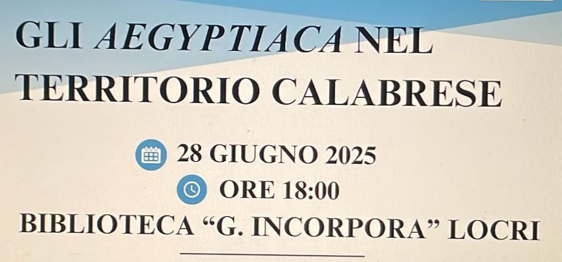 GLI AEGYPTIACA NEL
TERRITORIO CALABRESE
28 GIUGNO 2025
ORE 18:00
BIBLIOTECA “G. INCORPORA” LOCRI